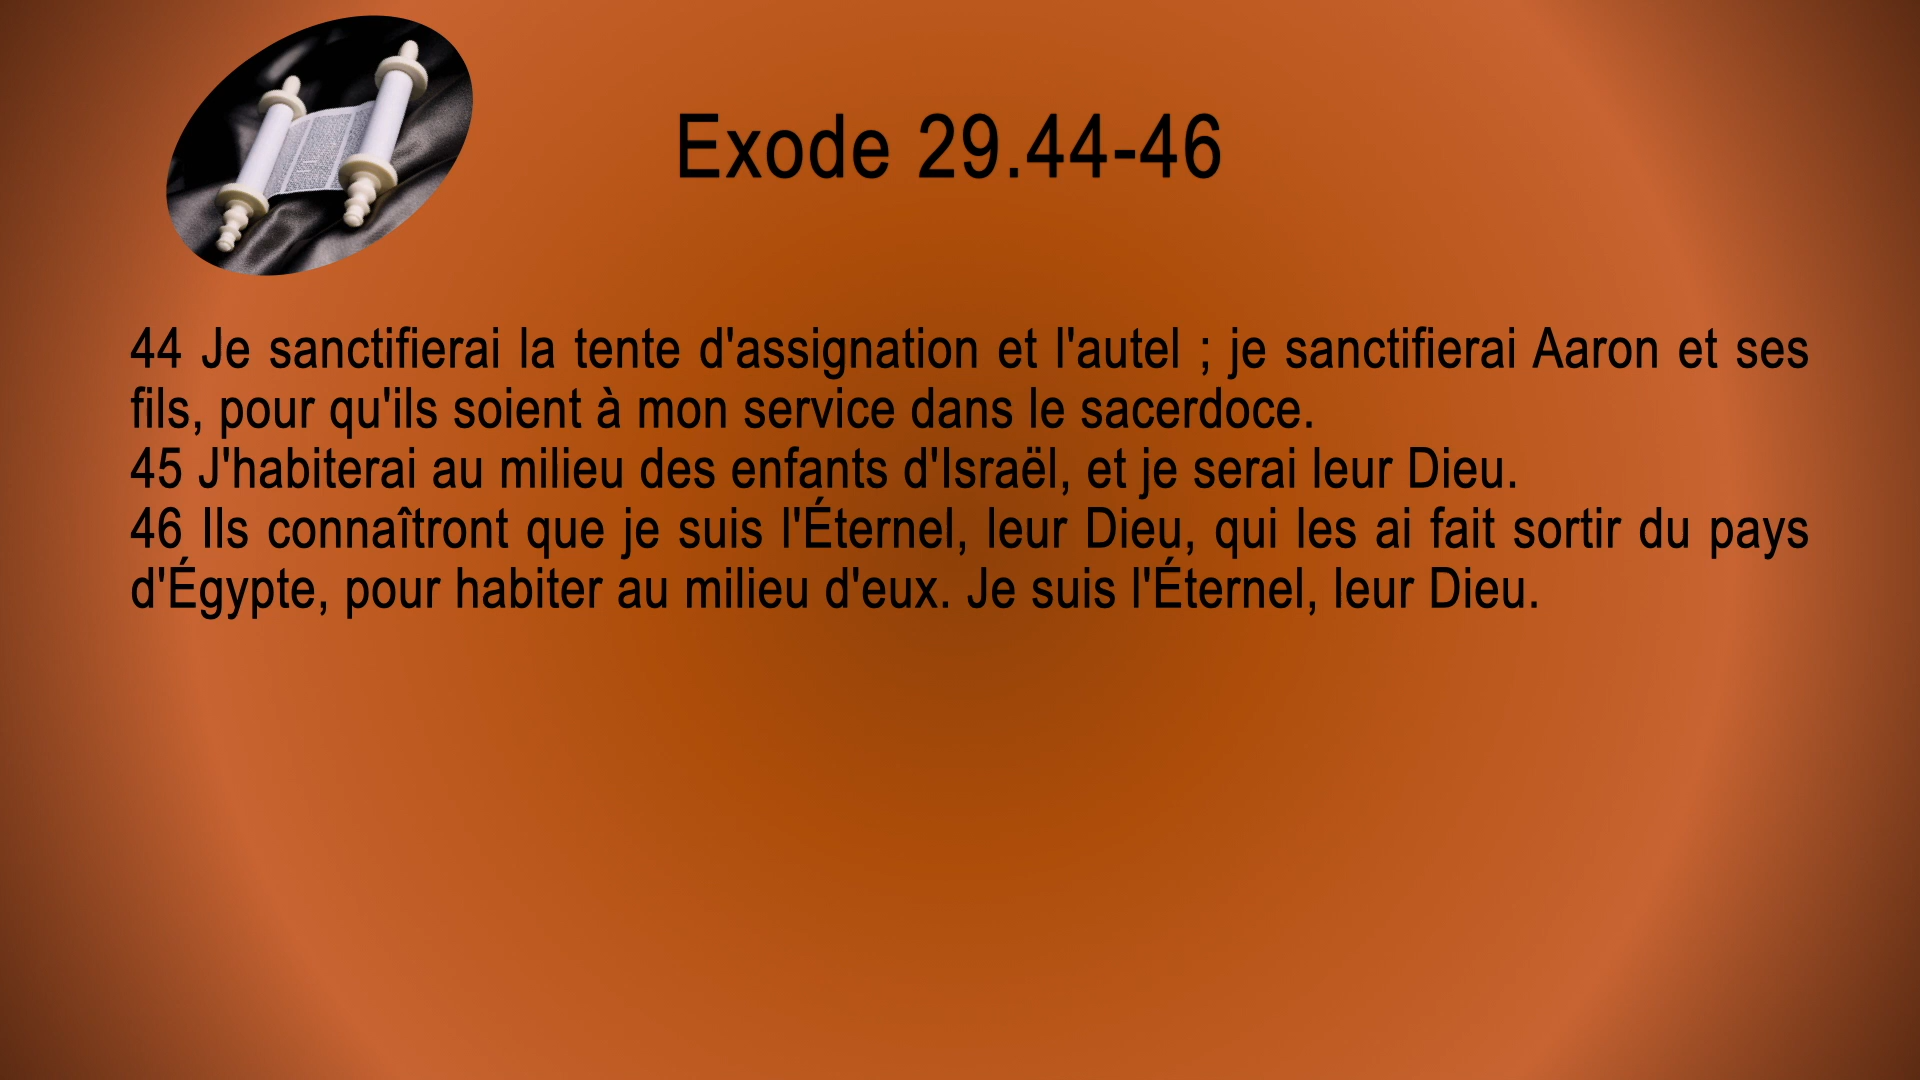 Exode 29.44-46
44 Je sanctifierai la tente d'assignation et l'autel ; je sanctifierai Aaron et ses
fils, pour qu'ils soient à mon service dans le sacerdoce.
45 J'habiterai au milieu des enfants d'Israël, et je serai leur Dieu.
46 Ils connaîtront que je suis l'Éternel, leur Dieu, qui les ai fait sortir du pays
d'Égypte, pour habiter au milieu d'eux. Je suis l'Éternel, leur Dieu.